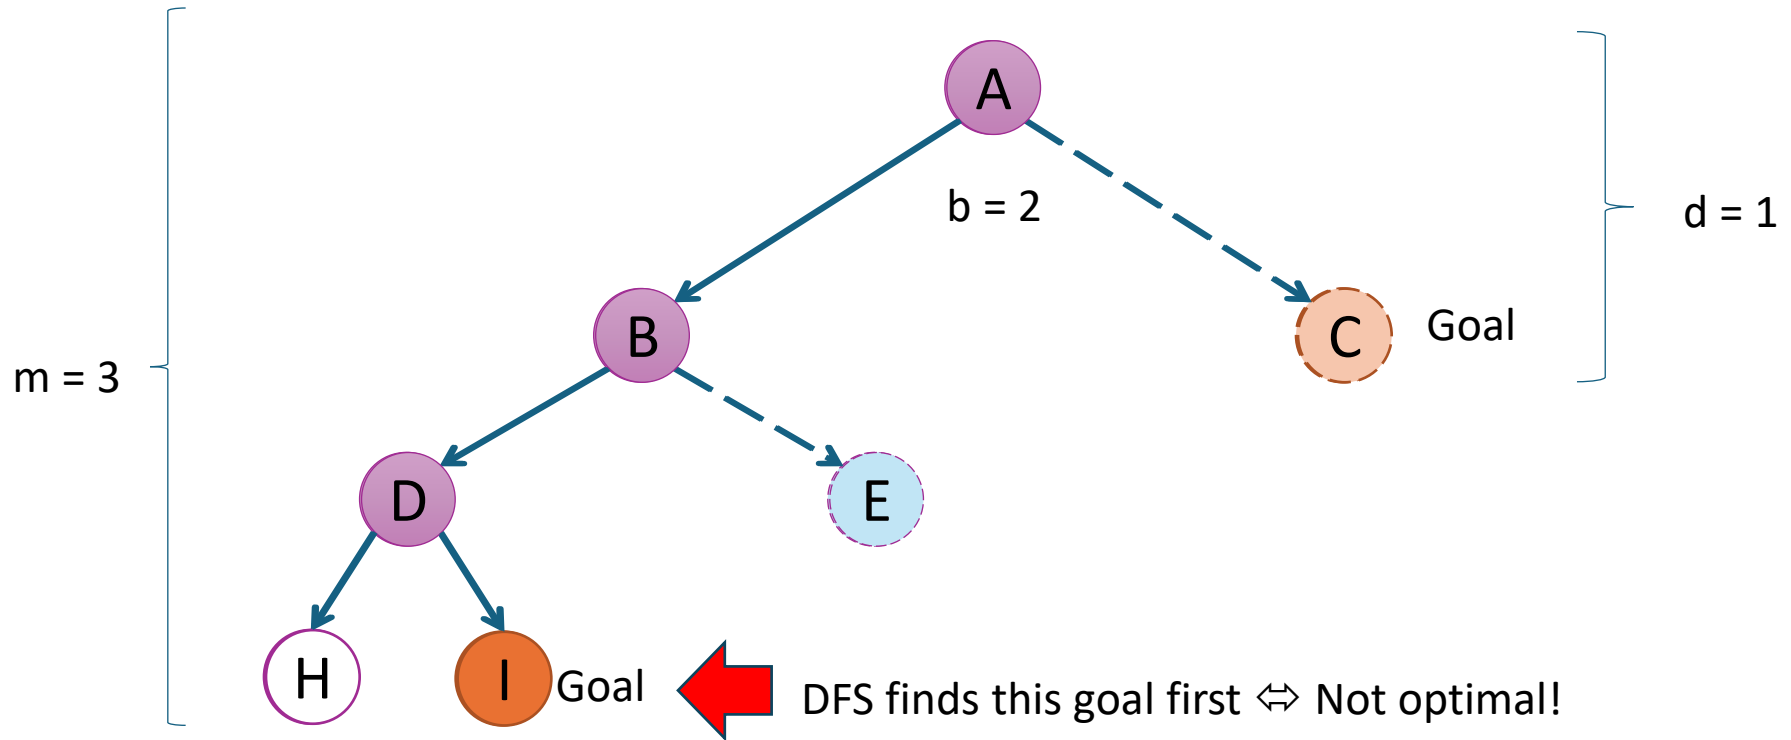 A
b = 2
d = 1
B
C
Goal
m = 3
D
E
H
I
Goal
DFS finds this goal first ⬄ Not optimal!